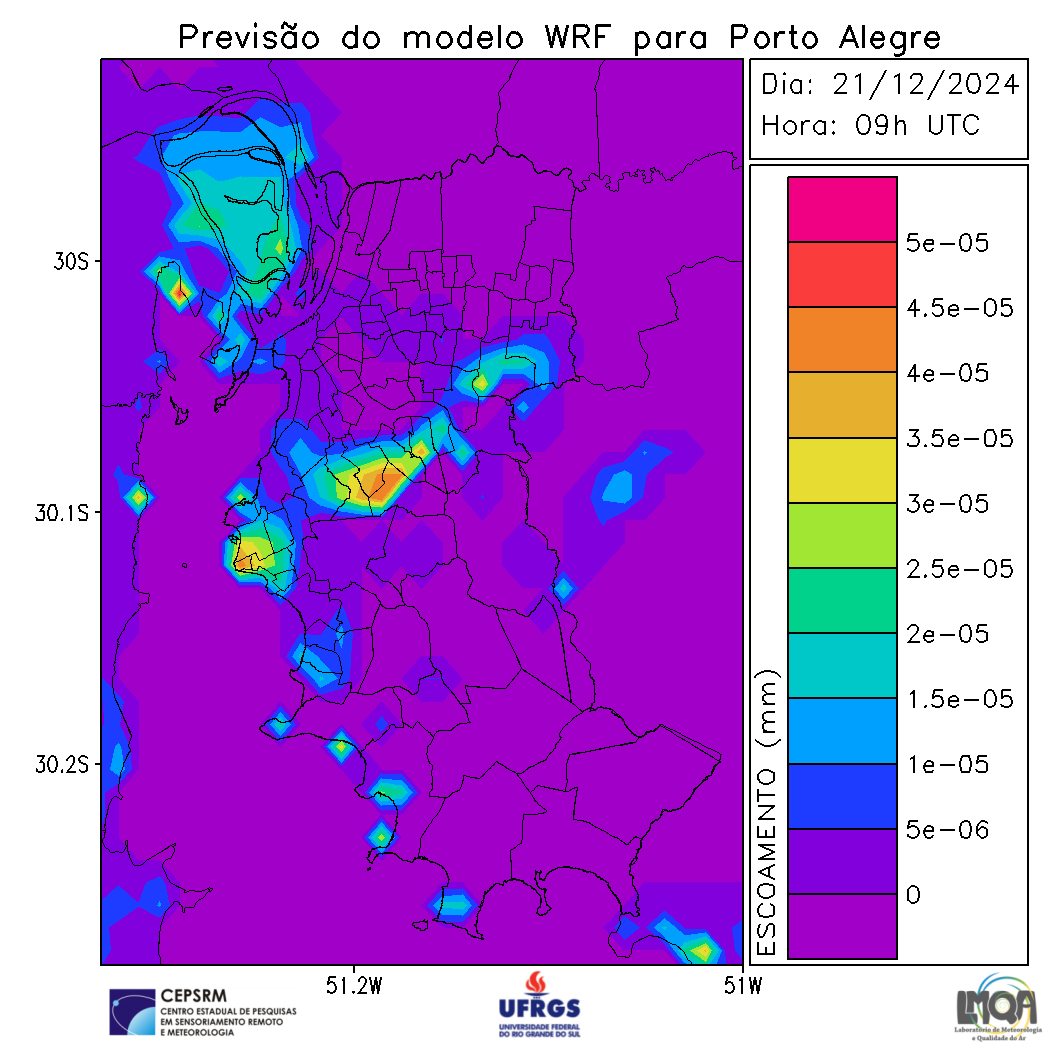 Previsão do modelo WRF para Porto Alegre
Dia: 21/12/2024
Hora: 09h UTC
30S
30.1S
30.2S
51.2W
51W
5e-05
4.5e-05
4e-05
3.5e-05
3e-05
2.5e-05
2e-05
1.5e-05
1e-05
5e-06
0
ESCOAMENTO (mm)
CEPSRM
CENTRO ESTADUAL DE PESQUISAS
EM SENSORIAMENTO REMOTO
E METEOROLOGIA
UFRGS
UNIVERSIDADE FEDERAL
DO RIO GRANDE DO SUL
LMQA
Laboratório de Meteorologia
e Qualidade do Ar